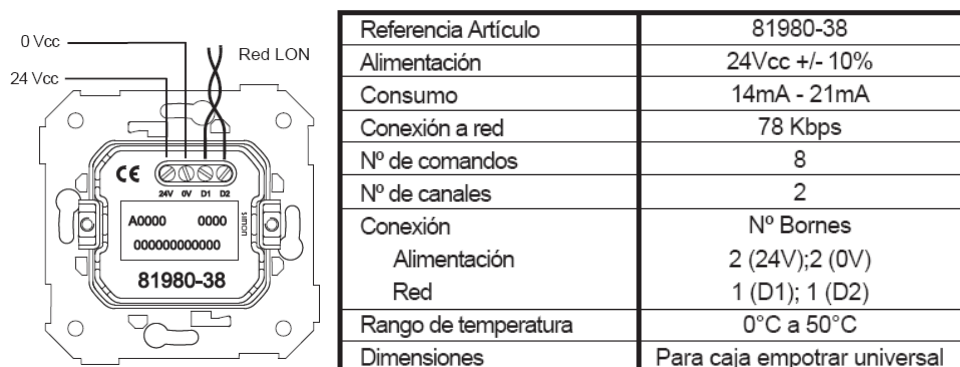 0 Vcc
Red LON
24 Vcc
CE
24V 0V D1 D2
A0000 0000
simon
000000000000
81980-38
Referencia Artículo 81980-38
Alimentación 24Vcc +/- 10%
Consumo 14mA - 21mA
Conexión a red 78 Kbps
Nº de comandos 8
Nº de canales 2
Conexión Nº Bornes
Alimentación 2 (24V);2 (0V)
Red 1 (D1); 1 (D2)
Rango de temperatura 0°C a 50°C
Dimensiones Para caja empotrar universal